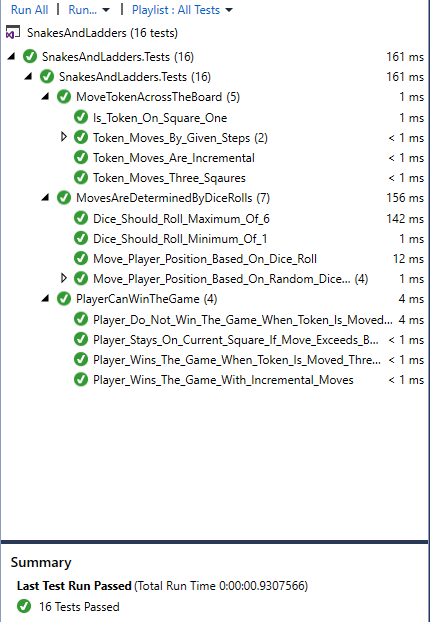 Run All | Run... | Playlist : All Tests
SnakesAndLadders (16 tests)
SnakesAndLadders.Tests (16) 161 ms
SnakesAndLadders.Tests (16) 161 ms
MoveTokenAcrossTheBoard (5) 1 ms
Is_Token_On_Square_One 1 ms
Token_Moves_By_Given_Steps (2) < 1 ms
Token_Moves_Are_Incremental < 1 ms
Token_Moves_Three_Sqaures < 1 ms
MovesAreDeterminedByDiceRolls (7) 156 ms
Dice_Should_Roll_Maximum_Of_6 142 ms
Dice_Should_Roll_Minimum_Of_1 1 ms
Move_Player_Position_Based_On_Dice_Roll 12 ms
Move_Player_Position_Based_On_Random_Dice... (4) 1 ms
PlayerCanWinTheGame (4) 4 ms
Player_Do_Not_Win_The_Game_When_Token_Is_Moved... 4 ms
Player_Stays_On_Current_Square_If_Move_Exceeds_B... < 1 ms
Player_Wins_The_Game_When_Token_Is_Moved_Thre... < 1 ms
Player_Wins_The_Game_With_Incremental_Moves < 1 ms
Summary
Last Test Run Passed (Total Run Time 0:00:00.9307566)
16 Tests Passed